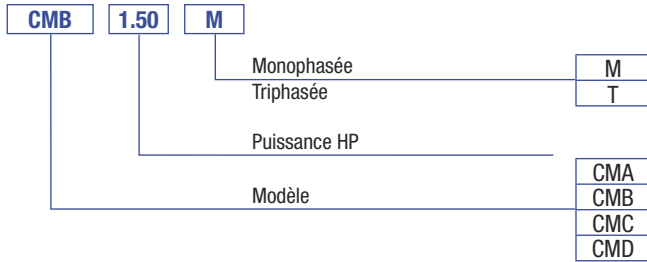 CMB 1.50 M
Monophasée M
Triphasée T
Puissance HP
CMA
Modèle CMB
CMC
CMD